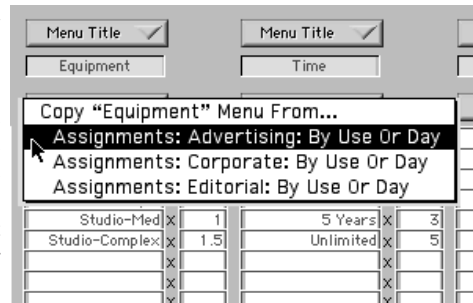 Menu Title Menu Title
Equipment Time
Copy “Equipment” Menu From...
Assignments: Advertising: By Use Or Day
Assignments: Corporate: By Use Or Day
Assignments: Editorial: By Use Or Day
Studio-Med x 1 5 Years x 3
Studio-Complex x 1.5 Unlimited x 5
x x
x x
x x